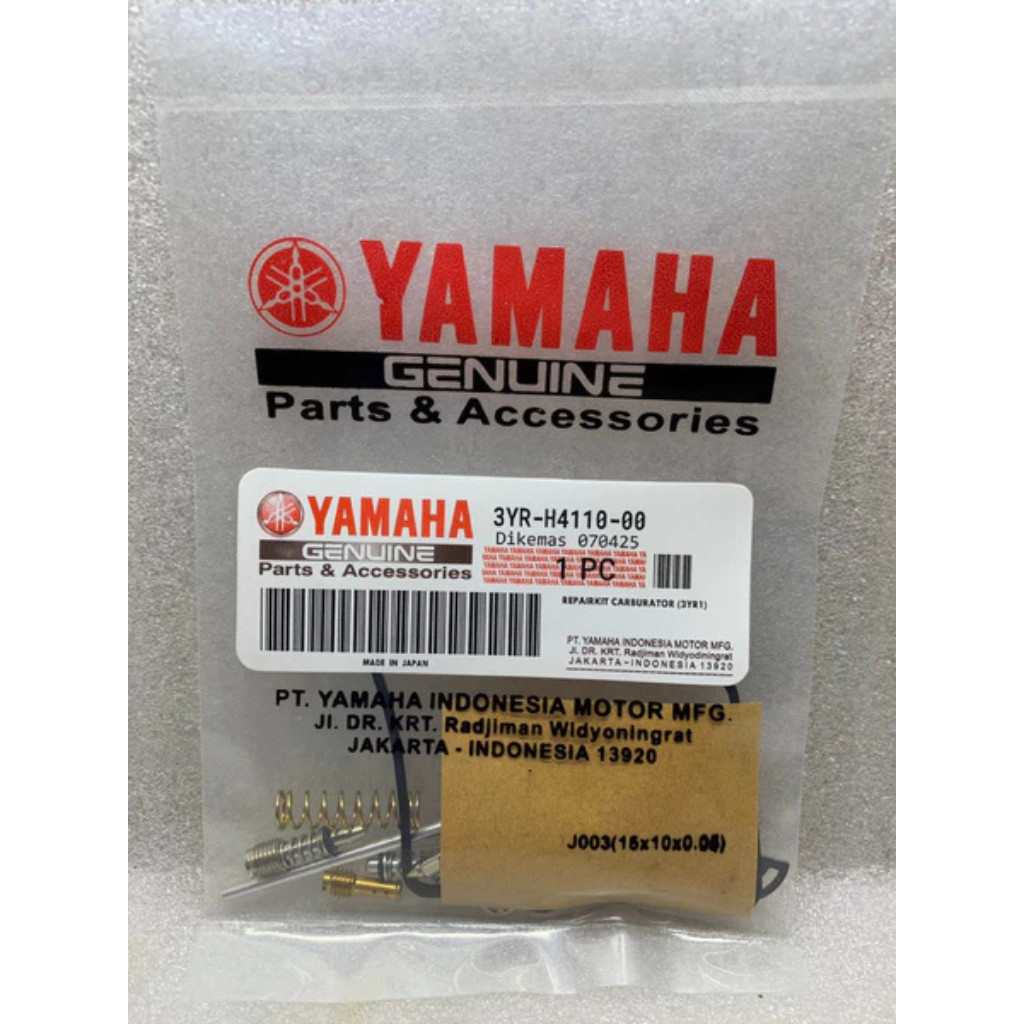 YAMAHA
GENUINE
Parts & Accessories
YAMAHA
GENUINE
Parts & Accessories
MADE IN JAPAN
3YR-H4110-00
Dikemas 070425
1 PC
REPAIRKIT CARBURATOR (3YR1)
PT. YAMAHA INDONESIA MOTOR MFG.
Jl. DR. KRT. Radjiman Widyodiningrat
JAKARTA - INDONESIA 13920
PT. YAMAHA INDONESIA MOTOR MFG.
Jl. DR. KRT. Radjiman Widyoningrat
JAKARTA - INDONESIA 13920